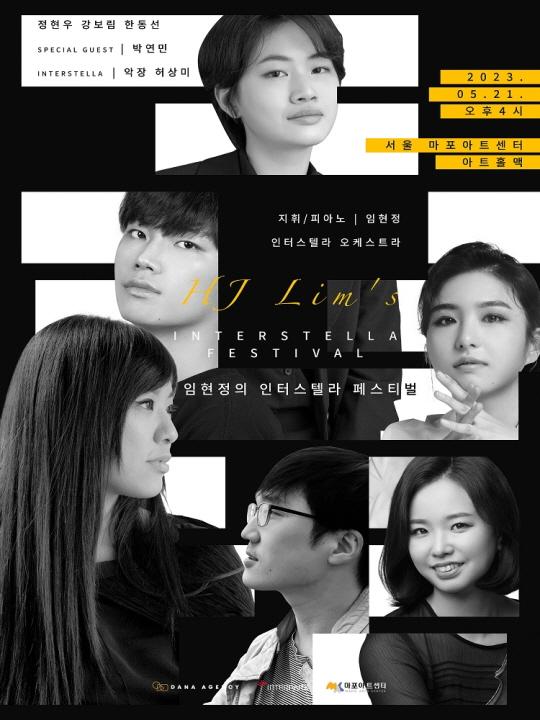 정현우 강보림 한동선
SPECIAL GUEST | 박연민
INTERSTELLA | 악장 허상미
2023.
05.21.
오후4시
서울 마포아트센터
아트홀맥
지휘/피아노 | 임현정
인터스텔라 오케스트라
HJ Lim's
INTERSTELLA
FESTIVAL
임현정의 인터스텔라 페스티벌
DANA AGENCY
마포아트센터